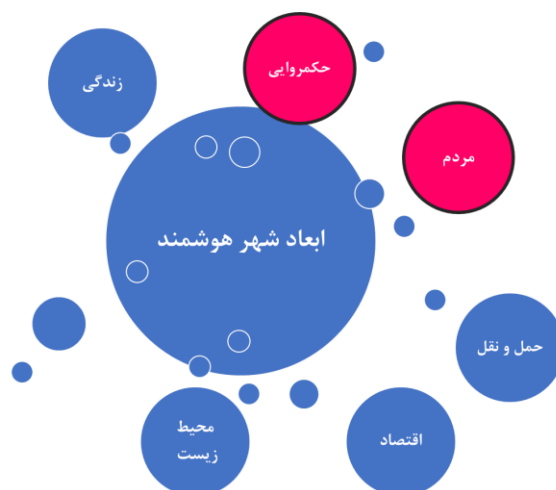 حکمروایی
زندگی
مردم
ابعاد شهر هوشمند
حمل و نقل
محیط
زیست
اقتصاد